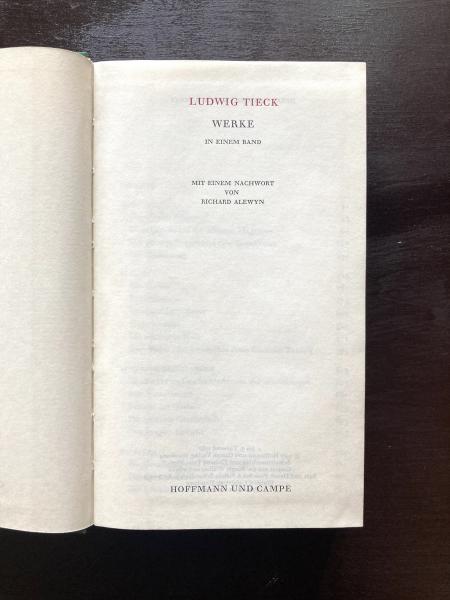 LUDWIG TIECK
WERKE
IN EINEM BAND
MIT EINEM NACHWORT
VON
RICHARD ALEWYN
HOFFMANN UND CAMPE